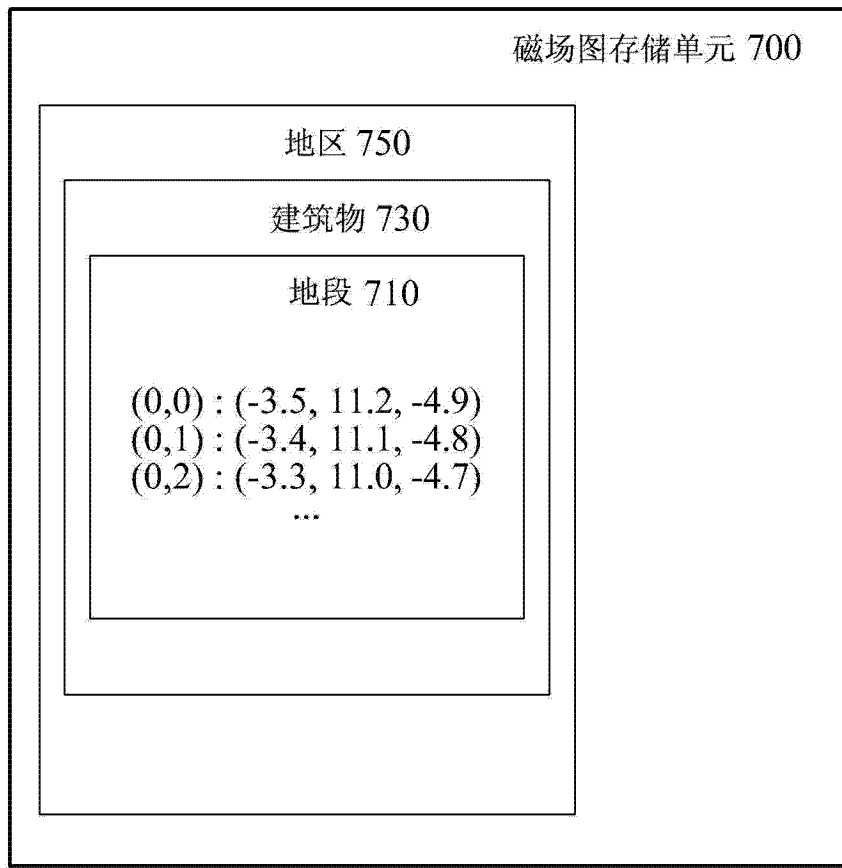 磁场图存储单元 700
地区 750
建筑物 730
地段 710
(0,0) : (-3.5, 11.2, -4.9)
(0,1) : (-3.4, 11.1, -4.8)
(0,2) : (-3.3, 11.0, -4.7)
...